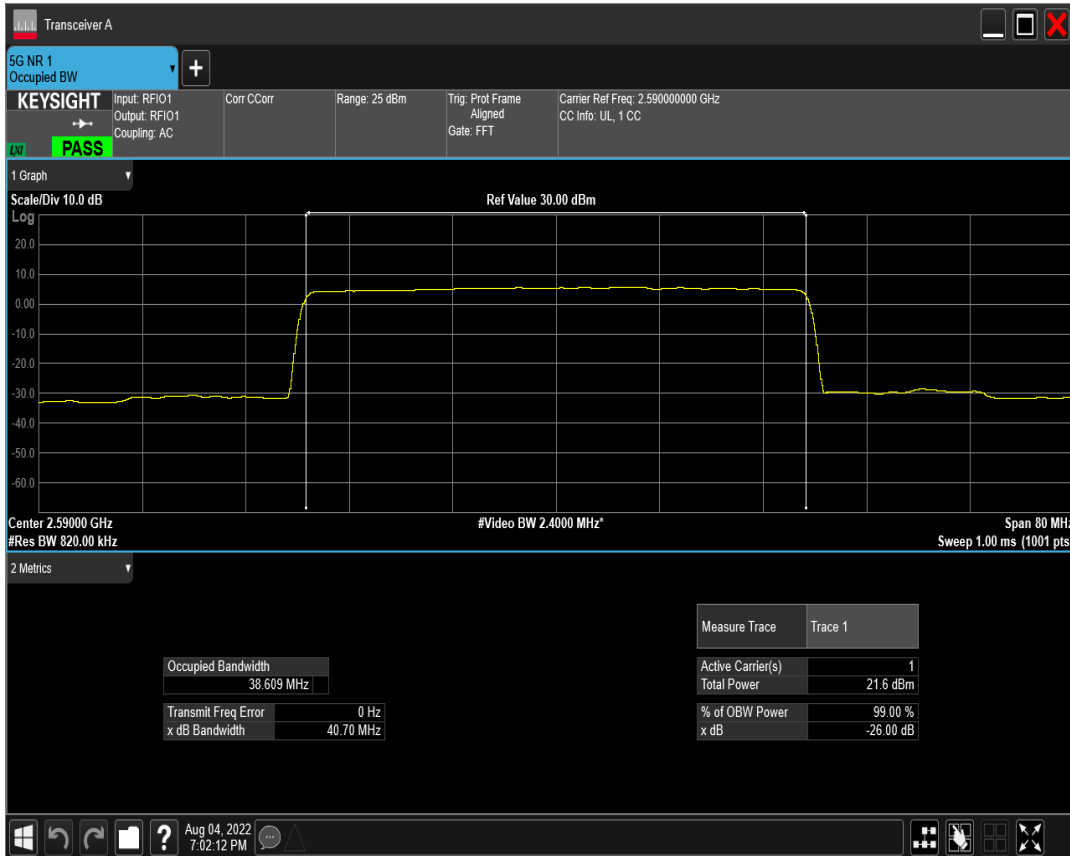 Transceiver A
5G NR 1
Occupied BW
KEYSIGHT
LXI
PASS
Input: RFIO1
Output: RFIO1
Coupling: AC
Corr CCorr
Range: 25 dBm
Trig: Prot Frame
Aligned
Gate: FFT
Carrier Ref Freq: 2.590000000 GHz
CC Info: UL, 1 CC
1 Graph
Scale/Div 10.0 dB
Ref Value 30.00 dBm
Log
20.0
10.0
0.00
-10.0
-20.0
-30.0
-40.0
-50.0
-60.0
Center 2.59000 GHz
#Video BW 2.4000 MHz*
Span 80 MHz
#Res BW 820.00 kHz
Sweep 1.00 ms (1001 pts
2 Metrics
Measure Trace Trace 1
Occupied Bandwidth
38.609 MHz
Active Carrier(s) 1
Total Power 21.6 dBm
Transmit Freq Error 0 Hz
x dB Bandwidth 40.70 MHz
% of OBW Power 99.00 %
x dB -26.00 dB
Aug 04, 2022
7:02:12 PM